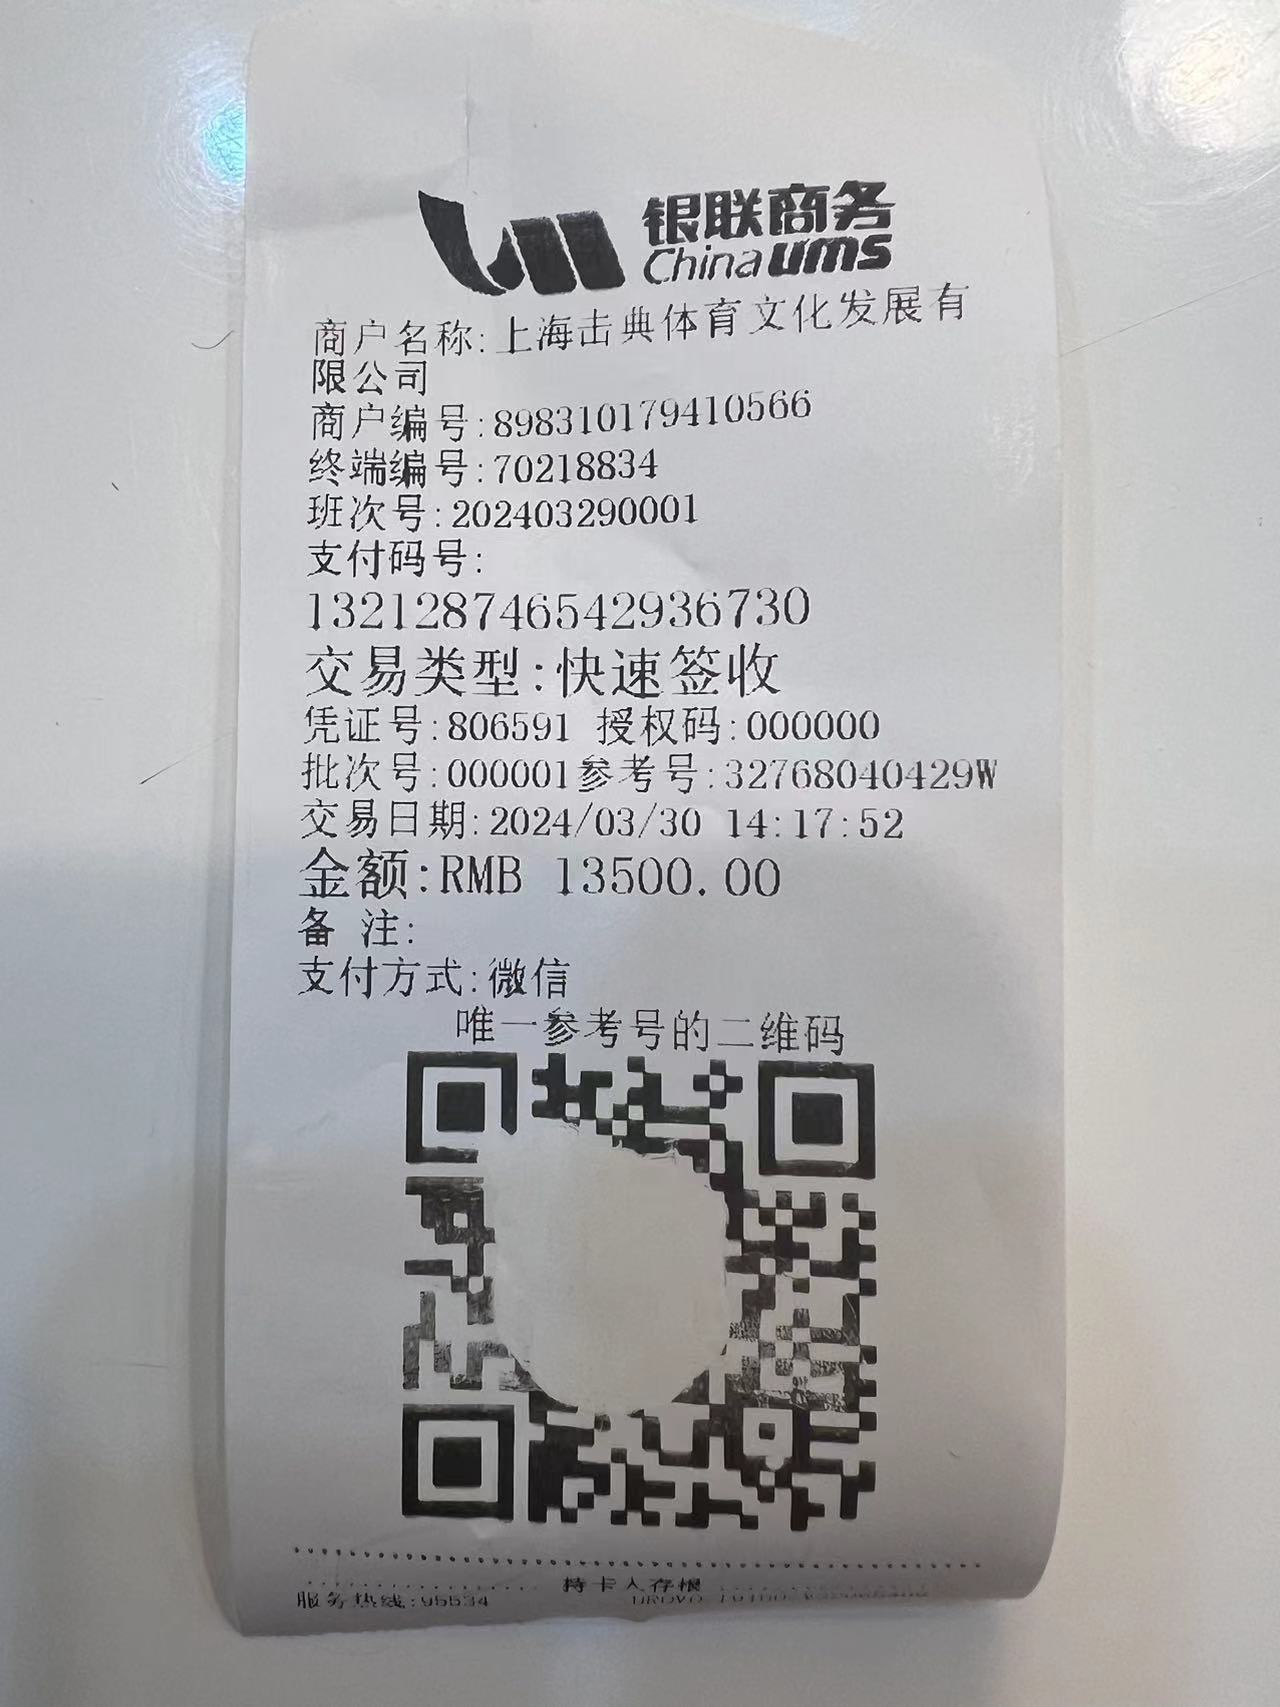 银联商务
China ums
商户名称:上海击典体育文化发展有
限公司
商户编号:898310179410566
终端编号:70218834
班次号:202403290001
支付码号:
132128746542936730
交易类型:快速签收
凭证号:806591 授权码:000000
批次号:000001参考号:32768040429W
交易日期:2024/03/30 14:17:52
金额:RMB 13500.00
备 注:
支付方式:微信
唯一参考号的二维码
持卡人存根
服务热线:95534